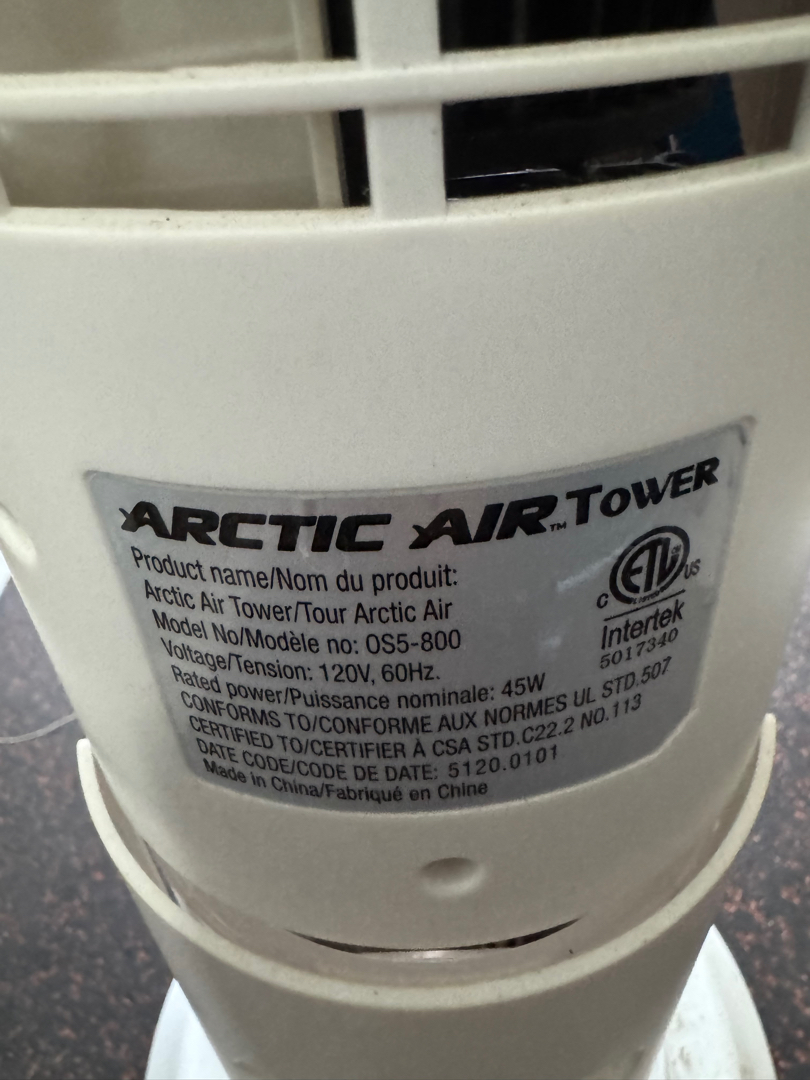 ARCTIC AIR™ TOWER
Product name/Nom du produit:
Arctic Air Tower/Tour Arctic Air
Model No/Modèle no: OS5-800
Voltage/Tension: 120V, 60Hz.
Rated power/Puissance nominale: 45W
CONFORMS TO/CONFORME AUX NORMES UL STD.507
CERTIFIED TO/CERTIFIER À CSA STD.C22.2 NO.113
DATE CODE/CODE DE DATE: 5120.0101
Made in China/Fabriqué en Chine
C ETL US
Intertek
5017340